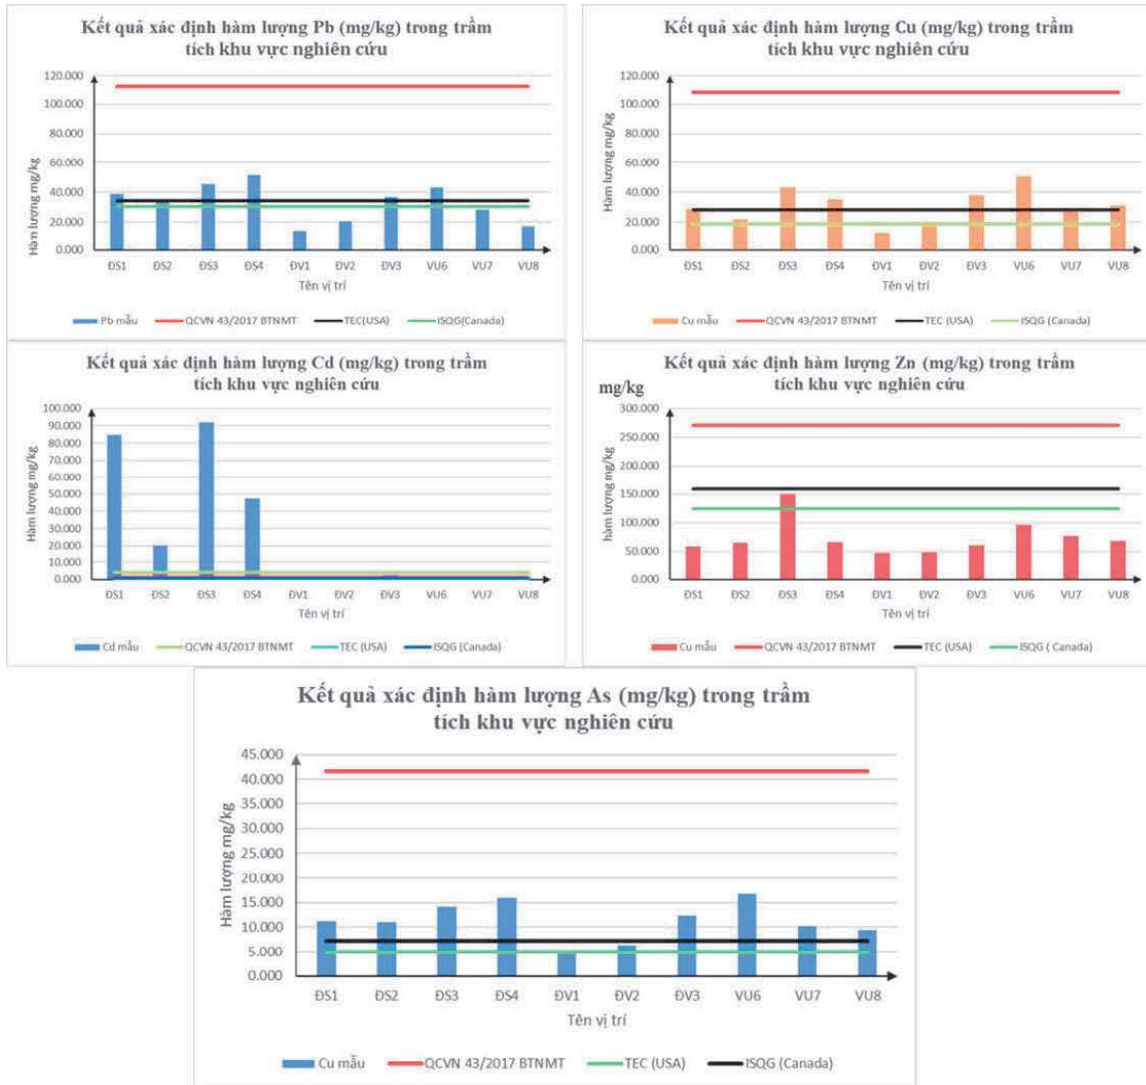 Kết quả xác định hàm lượng Pb (mg/kg) trong trầm
tích khu vực nghiên cứu
Hàm lượng mg/kg
120.000
100.000
80.000
60.000
40.000
20.000
0.000
ĐS1 ĐS2 ĐS3 ĐS4 ĐV1 ĐV2 ĐV3 VU6 VU7 VU8
Tên vị trí
Pb mẫu QCVN 43/2017 BTNMT TEC(USA) ISQG(Canada)
Kết quả xác định hàm lượng Cu (mg/kg) trong trầm
tích khu vực nghiên cứu
Hàm lượng mg/kg
120.000
100.000
80.000
60.000
40.000
20.000
0.000
ĐS1 ĐS2 ĐS3 ĐS4 ĐV1 ĐV2 ĐV3 VU6 VU7 VU8
Tên vị trí
Cu mẫu QCVN 43/2017 BTNMT TEC (USA) ISQG (Canada)
Kết quả xác định hàm lượng Cd (mg/kg) trong trầm
tích khu vực nghiên cứu
Hàm lượng mg/kg
100.000
90.000
80.000
70.000
60.000
50.000
40.000
30.000
20.000
10.000
0.000
ĐS1 ĐS2 ĐS3 ĐS4 ĐV1 ĐV2 ĐV3 VU6 VU7 VU8
Tên vị trí
Cd mẫu QCVN 43/2017 BTNMT TEC (USA) ISQG (Canada)
Kết quả xác định hàm lượng Zn (mg/kg) trong trầm
tích khu vực nghiên cứu
mg/kg
hàm lượng mg/kg
300.000
250.000
200.000
150.000
100.000
50.000
0.000
ĐS1 ĐS2 ĐS3 ĐS4 ĐV1 ĐV2 ĐV3 VU6 VU7 VU8
Tên vị trí
Cu mẫu QCVN 43/2017 BTNMT TEC (USA) ISQG ( Canada)
Kết quả xác định hàm lượng As (mg/kg) trong trầm
tích khu vực nghiên cứu
Hàm lượng mg/kg
45.000
40.000
35.000
30.000
25.000
20.000
15.000
10.000
5.000
0.000
ĐS1 ĐS2 ĐS3 ĐS4 ĐV1 ĐV2 ĐV3 VU6 VU7 VU8
Tên vị trí
Cu mẫu QCVN 43/2017 BTNMT TEC (USA) ISQG (Canada)